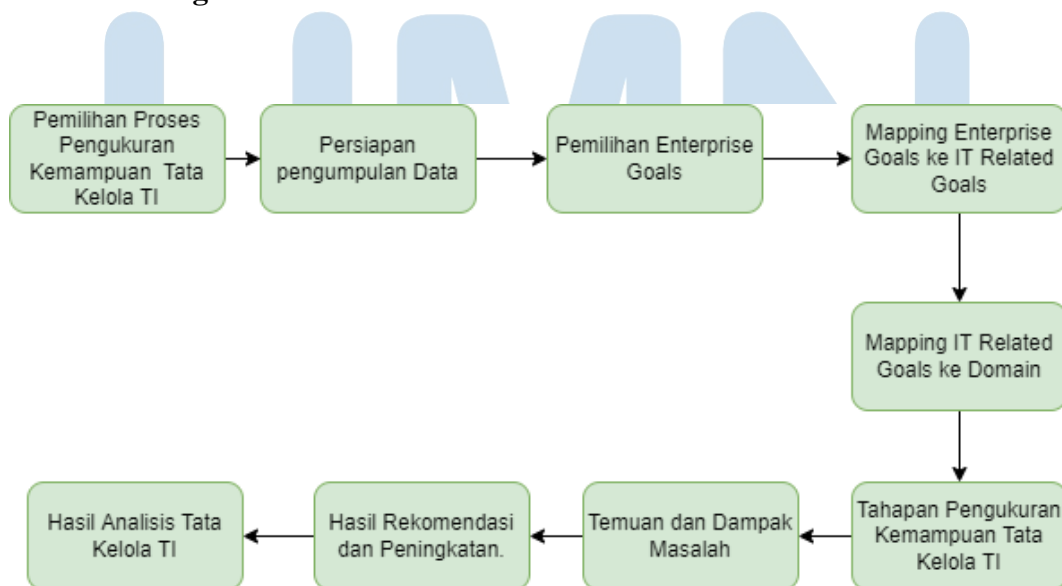 Pemilihan Proses
Pengukuran
Kemampuan Tata
Kelola TI
Persiapan
pengumpulan Data
Pemilihan Enterprise
Goals
Mapping Enterprise
Goals ke IT Related
Goals
Mapping IT Related
Goals ke Domain
Tahapan Pengukuran
Kemampuan Tata
Kelola TI
Temuan dan Dampak
Masalah
Hasil Rekomendasi
dan Peningkatan.
Hasil Analisis Tata
Kelola TI